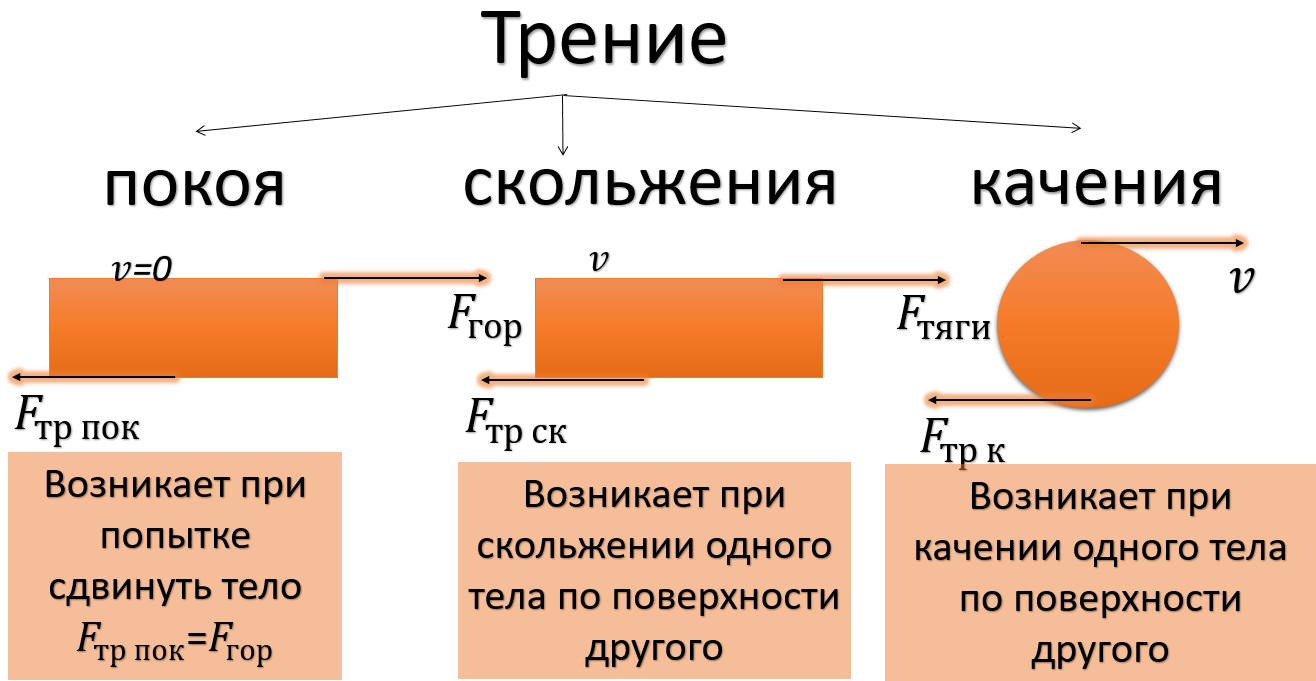 Трение
покоя
скольжения
качения
v=0
Fгор
Fтр пок
Возникает при
попытке
сдвинуть тело
Fтр пок=Fгор
v
Fтяги
Fтр ск
Возникает при
скольжении одного
тела по поверхности
другого
v
Fтр к
Возникает при
качении одного тела
по поверхности
другого